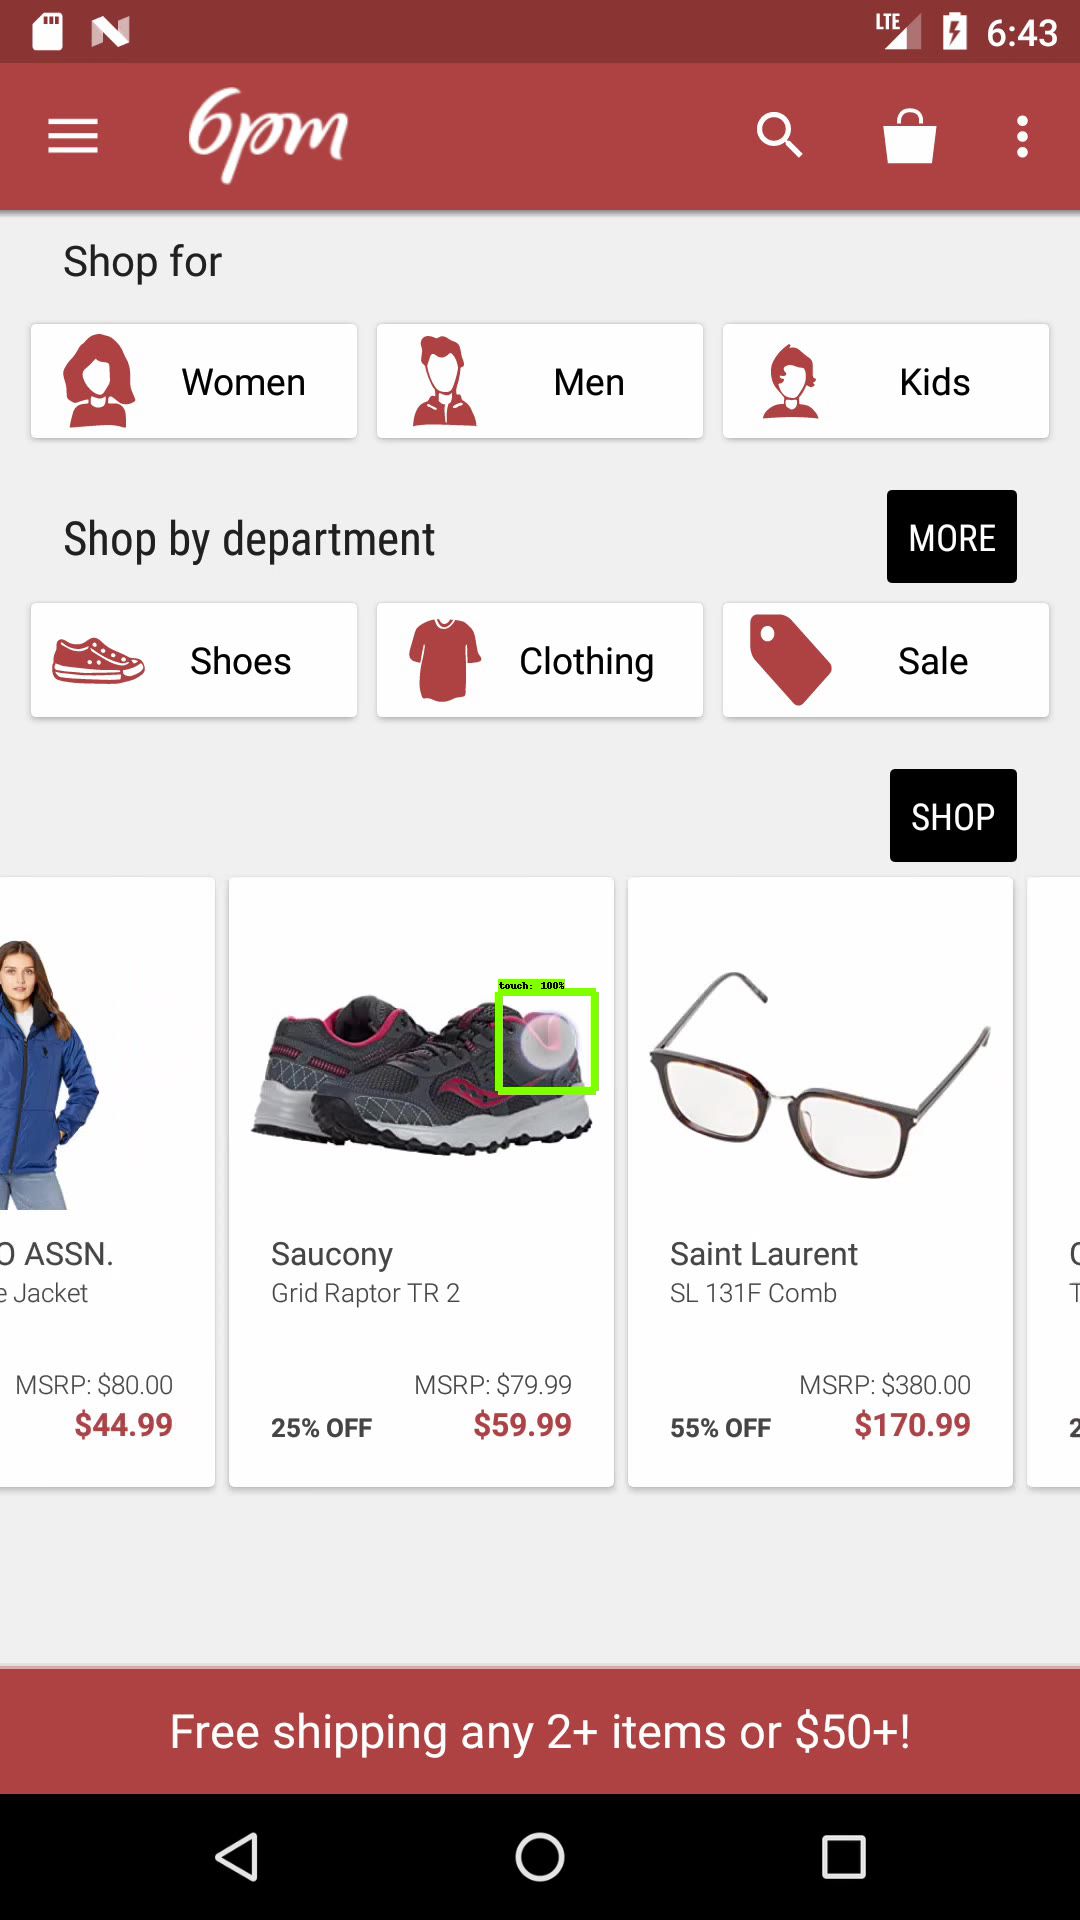 LTE 6:43
6pm
Shop for
Women Men Kids
Shop by department MORE
Shoes Clothing Sale
SHOP
touch: 100%
O ASSN. Saucony Saint Laurent
e Jacket Grid Raptor TR 2 SL 131F Comb
MSRP: $80.00 MSRP: $79.99 MSRP: $380.00
$44.99 25% OFF $59.99 55% OFF $170.99
Free shipping any 2+ items or $50+!